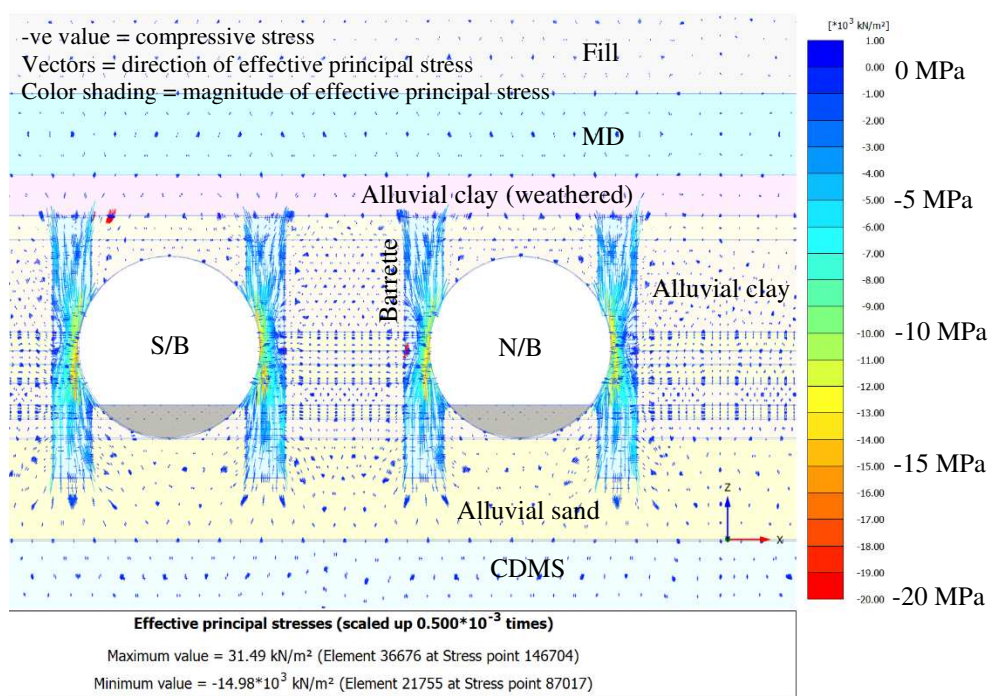 -ve value = compressive stress
Vectors = direction of effective principal stress
Color shading = magnitude of effective principal stress
Fill
MD
Alluvial clay (weathered)
Barrette
Alluvial clay
S/B
N/B
Alluvial sand
CDMS
Z
X
[*10³ kN/m²]
1.00
0.00
-1.00
-2.00
-3.00
-4.00
-5.00
-6.00
-7.00
-8.00
-9.00
-10.00
-11.00
-12.00
-13.00
-14.00
-15.00
-16.00
-17.00
-18.00
-19.00
-20.00
0 MPa
-5 MPa
-10 MPa
-15 MPa
-20 MPa
Effective principal stresses (scaled up 0.500*10⁻³ times)
Maximum value = 31.49 kN/m² (Element 36676 at Stress point 146704)
Minimum value = -14.98*10³ kN/m² (Element 21755 at Stress point 87017)